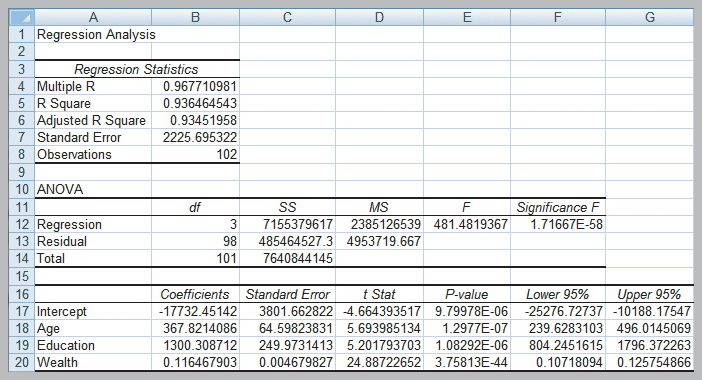 A B C D E F G
1 Regression Analysis
2
3 Regression Statistics
4 Multiple R 0.967710981
5 R Square 0.936464543
6 Adjusted R Square 0.93451958
7 Standard Error 2225.695322
8 Observations 102
9
10 ANOVA
11 df SS MS F Significance F
12 Regression 3 7155379617 2385126539 481.4819367 1.71667E-58
13 Residual 98 485464527.3 4953719.667
14 Total 101 7640844145
15
16 Coefficients Standard Error t Stat P-value Lower 95% Upper 95%
17 Intercept -17732.45142 3801.662822 -4.664393517 9.79978E-06 -25276.72737 -10188.17547
18 Age 367.8214086 64.59823831 5.693985134 1.2977E-07 239.6283103 496.0145069
19 Education 1300.308712 249.9731413 5.201793703 1.08292E-06 804.2451615 1796.372263
20 Wealth 0.116467903 0.004679827 24.88722652 3.75813E-44 0.10718094 0.125754866